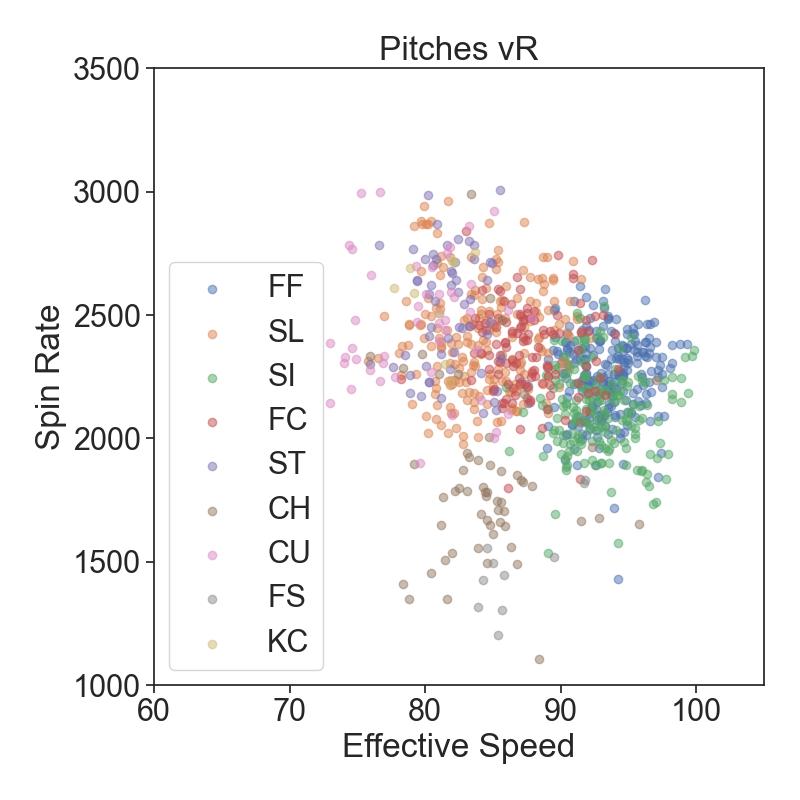 Pitches vR
3500
3000
2500
2000
1500
1000
Spin Rate
FF
SL
SI
FC
ST
CH
CU
FS
KC
60 70 80 90 100
Effective Speed